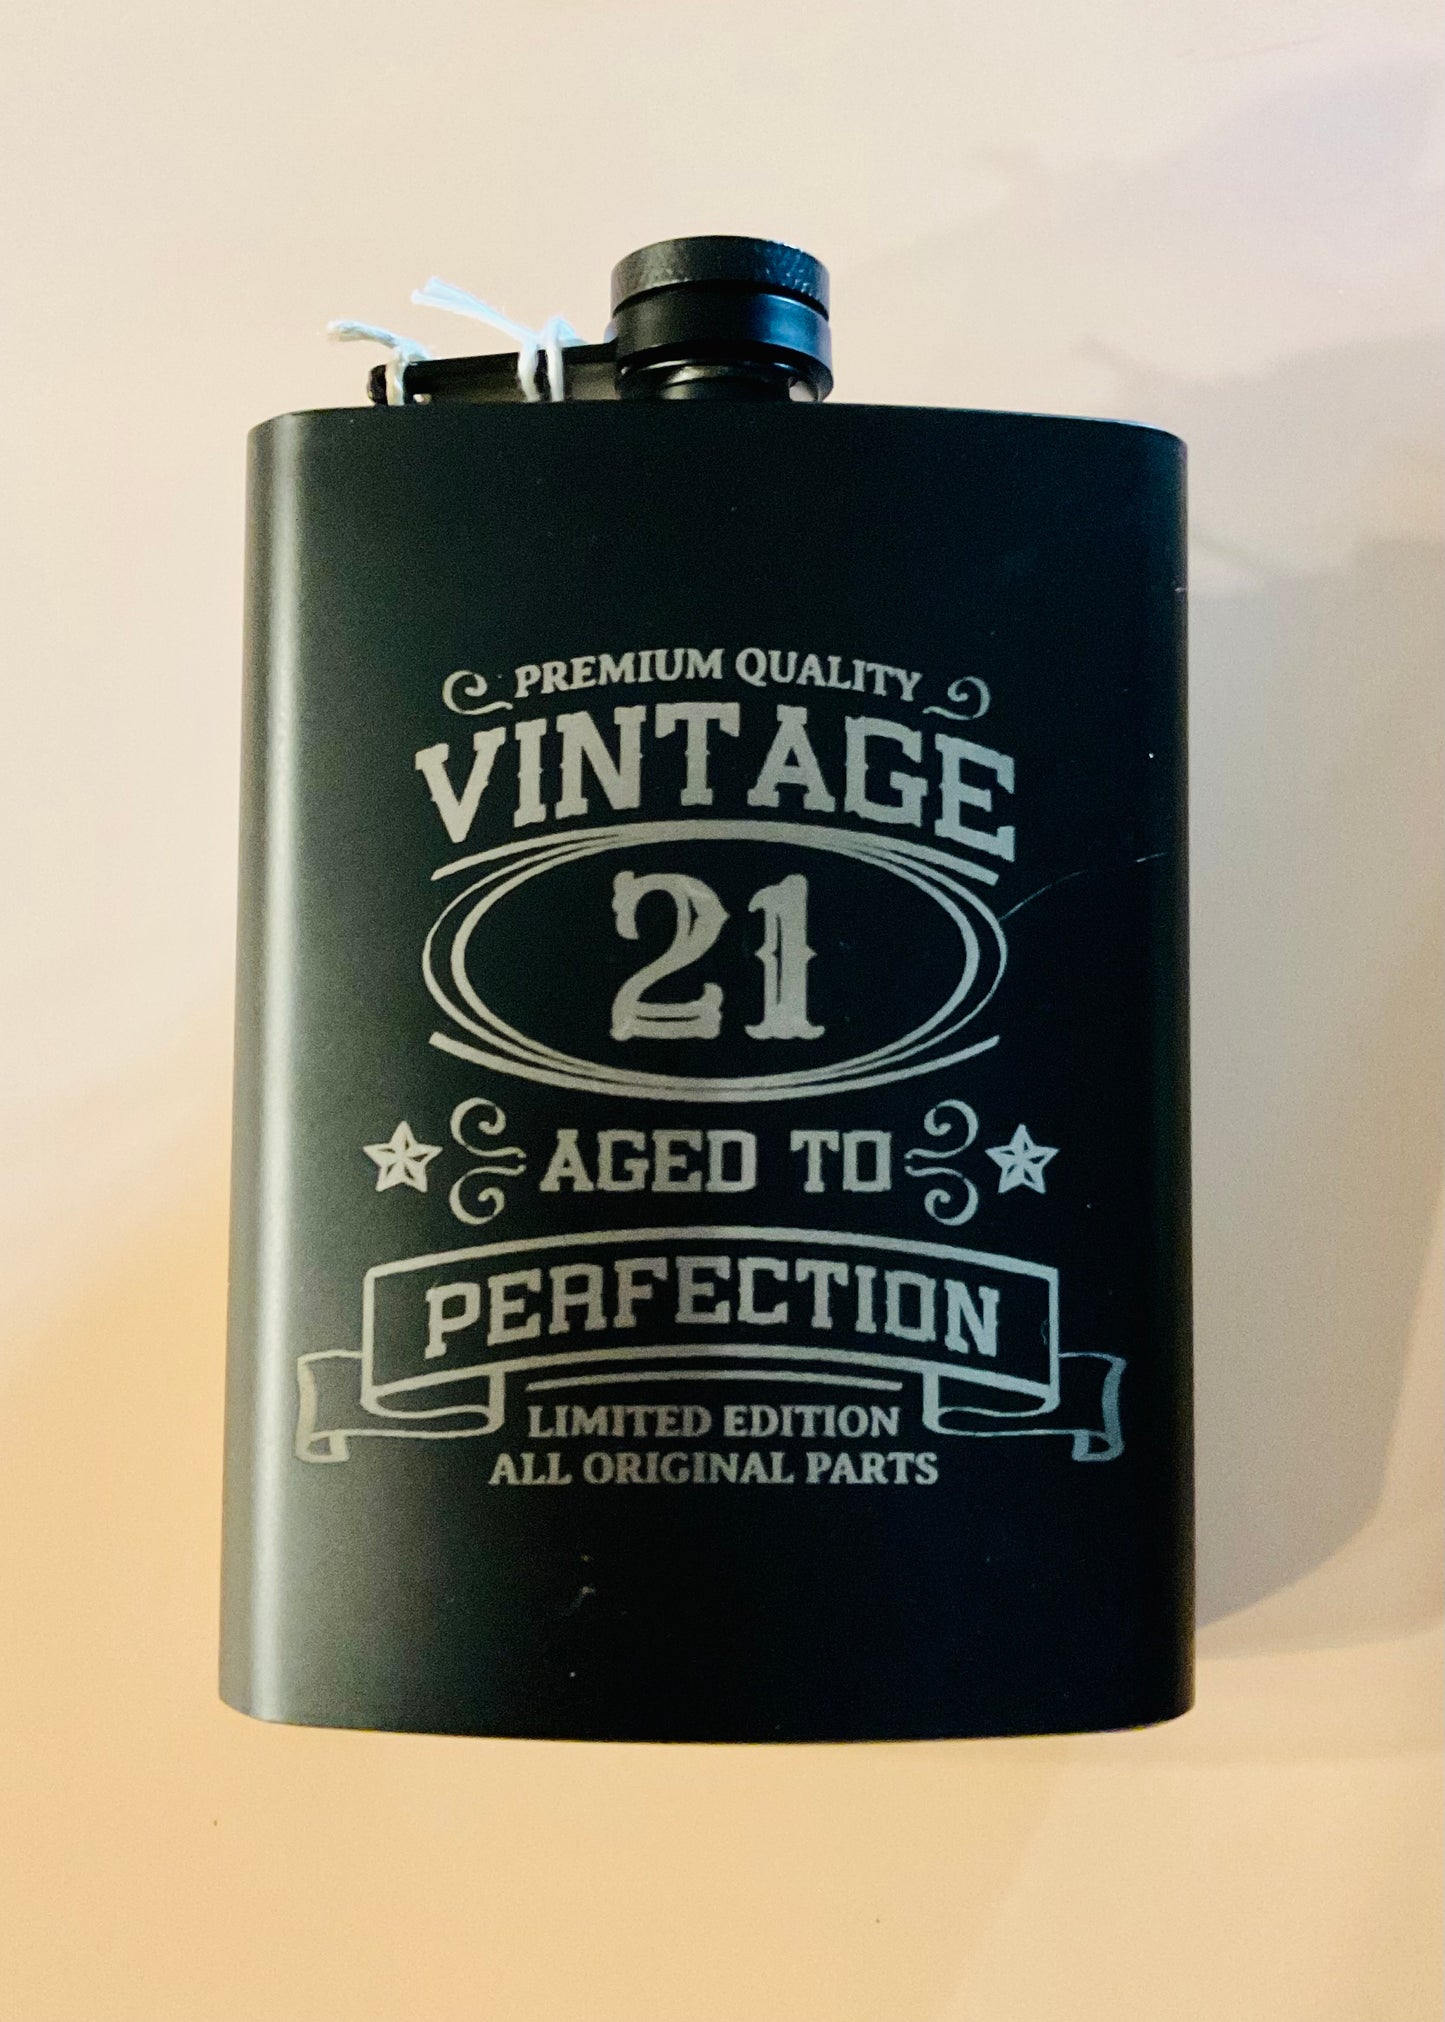 PREMIUM QUALITY
VINTAGE
21
AGED TO
PERFECTION
LIMITED EDITION
ALL ORIGINAL PARTS